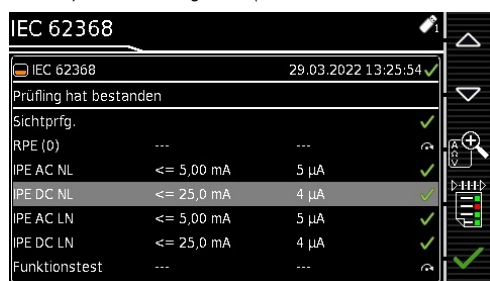 IEC 62368 1
IEC 62368 29.03.2022 13:25:54
Prüfling hat bestanden
Sichtprfg.
RPE (0) --- ---
IPE AC NL <= 5,00 mA 5 µA
IPE DC NL <= 25,0 mA 4 µA
IPE AC LN <= 5,00 mA 5 µA
IPE DC LN <= 25,0 mA 4 µA
Funktionstest --- ---